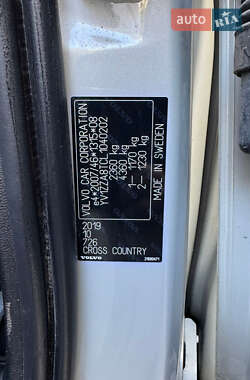 AUTO RIA
VOLVO CAR CORPORATION
e4*2007/46*1315*08
YV1ZZA8TCL1040202
2360 kg
4360 kg
1— 1170 kg
2— 1230 kg
MADE IN SWEDEN
2019
10
726
CROSS COUNTRY
VOLVO